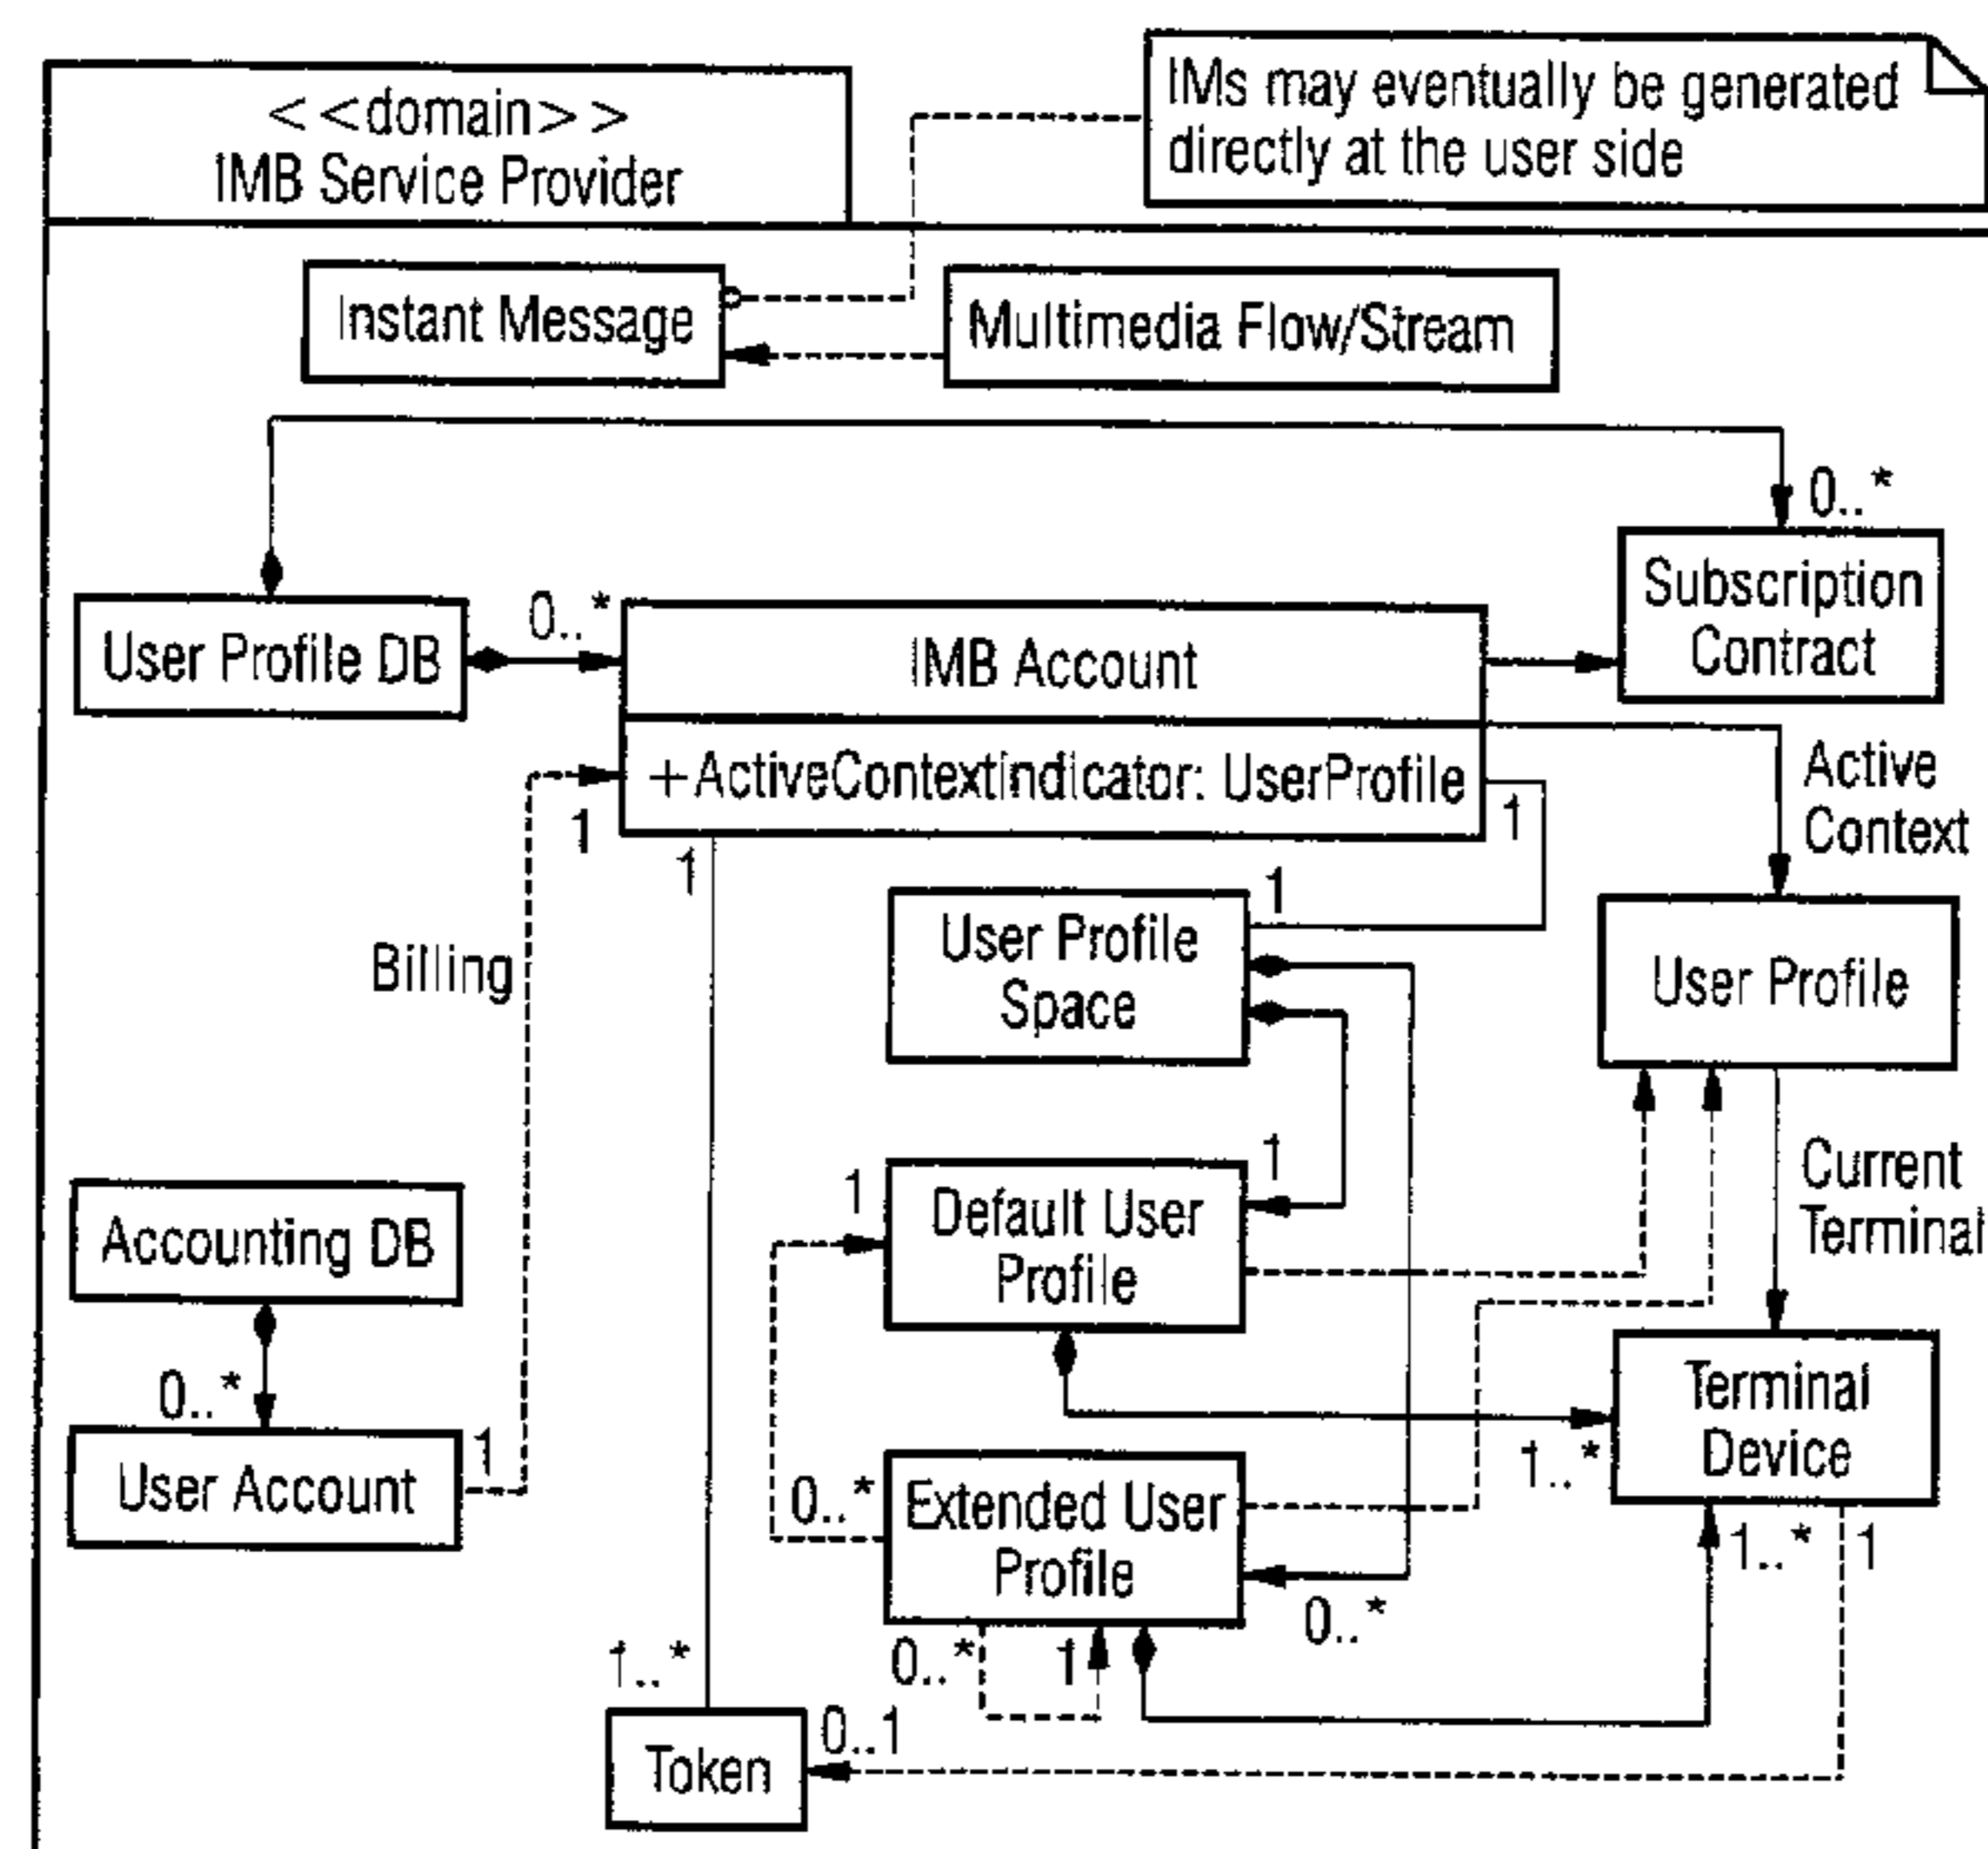 <<domain>>
IMB Service Provider
IMs may eventually be generated
directly at the user side
Instant Message
Multimedia Flow/Stream
0..*
Subscription
Contract
User Profile DB
0..*
IMB Account
+ActiveContextindicator: UserProfile
1
1
1
Active
Context
Billing
User Profile
Space
1
User Profile
Accounting DB
0..*
User Account
1
1
Default User
Profile
1
Current
Terminal
Terminal
Device
1..*
0..*
Extended User
Profile
0..*
1..*
1
0..*
1
1..*
Token
0..1